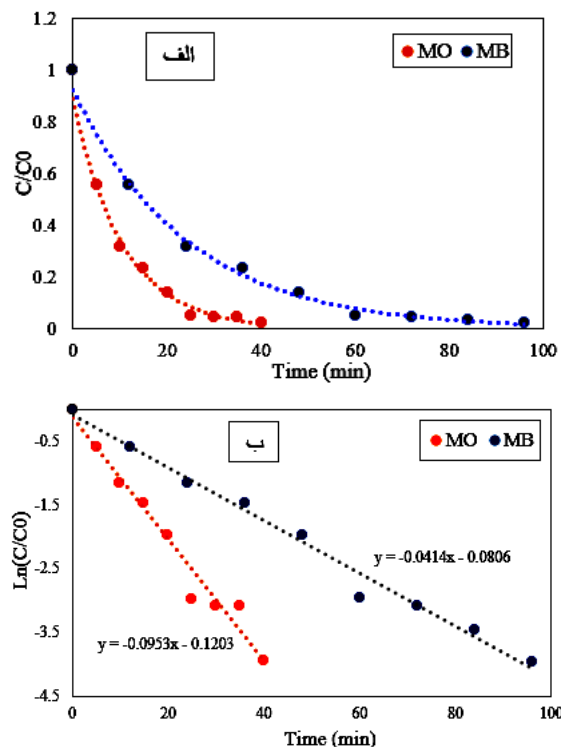 1.2
1
0.8
0.6
0.4
0.2
0
C/C0
الف
MO MB
0 20 40 60 80 100
Time (min)
-0.5
-1.5
-2.5
-3.5
-4.5
Ln(C/C0)
ب
MO MB
y = -0.0414x - 0.0806
y = -0.0953x - 0.1203
0 20 40 60 80 100
Time (min)